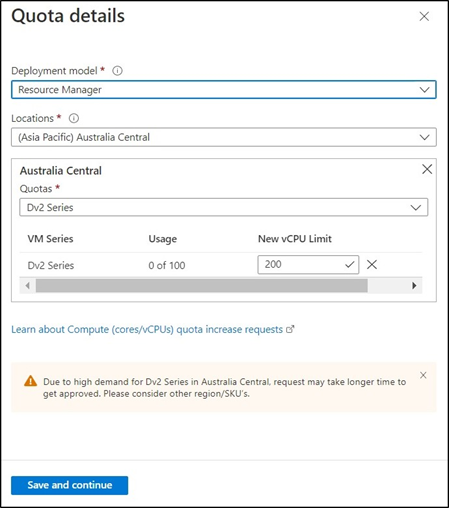 Quota details
Deployment model *
Resource Manager
Locations *
(Asia Pacific) Australia Central
Australia Central
Quotas *
Dv2 Series
VM Series Usage New vCPU Limit
Dv2 Series 0 of 100 200
Learn about Compute (cores/vCPUs) quota increase requests
Due to high demand for Dv2 Series in Australia Central, request may take longer time to
get approved. Please consider other region/SKU's.
Save and continue